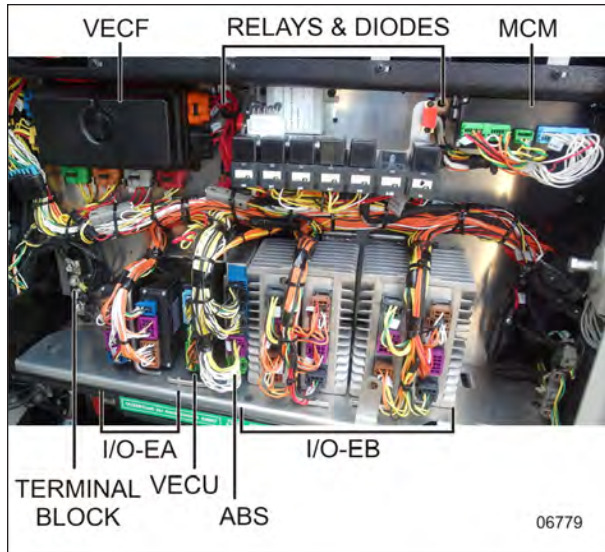 VECF
RELAYS & DIODES
MCM
I/O-EA
I/O-EB
TERMINAL
BLOCK
VECU
ABS
06779